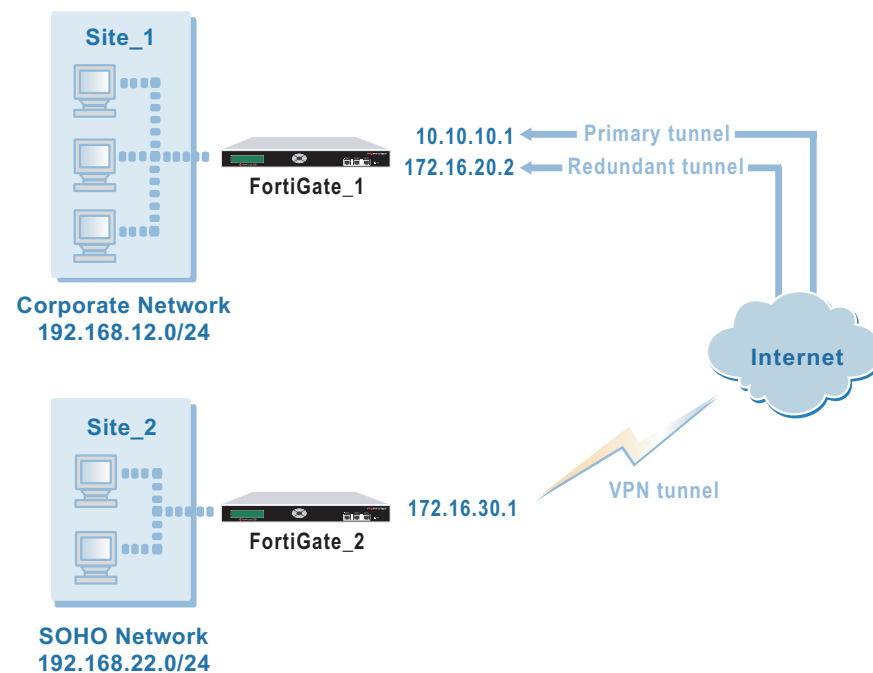 Site_1
10.10.10.1
Primary tunnel
172.16.20.2
Redundant tunnel
FortiGate_1
Corporate Network
192.168.12.0/24
Internet
Site_2
172.16.30.1
VPN tunnel
FortiGate_2
SOHO Network
192.168.22.0/24